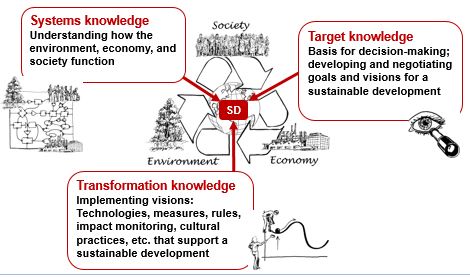 Systems knowledge
Understanding how the
environment, economy, and
society function
Society
Target knowledge
Basis for decision-making;
developing and negotiating
goals and visions for a
sustainable development
SD
Environment
Economy
Transformation knowledge
Implementing visions:
Technologies, measures, rules,
impact monitoring, cultural
practices, etc. that support a
sustainable development